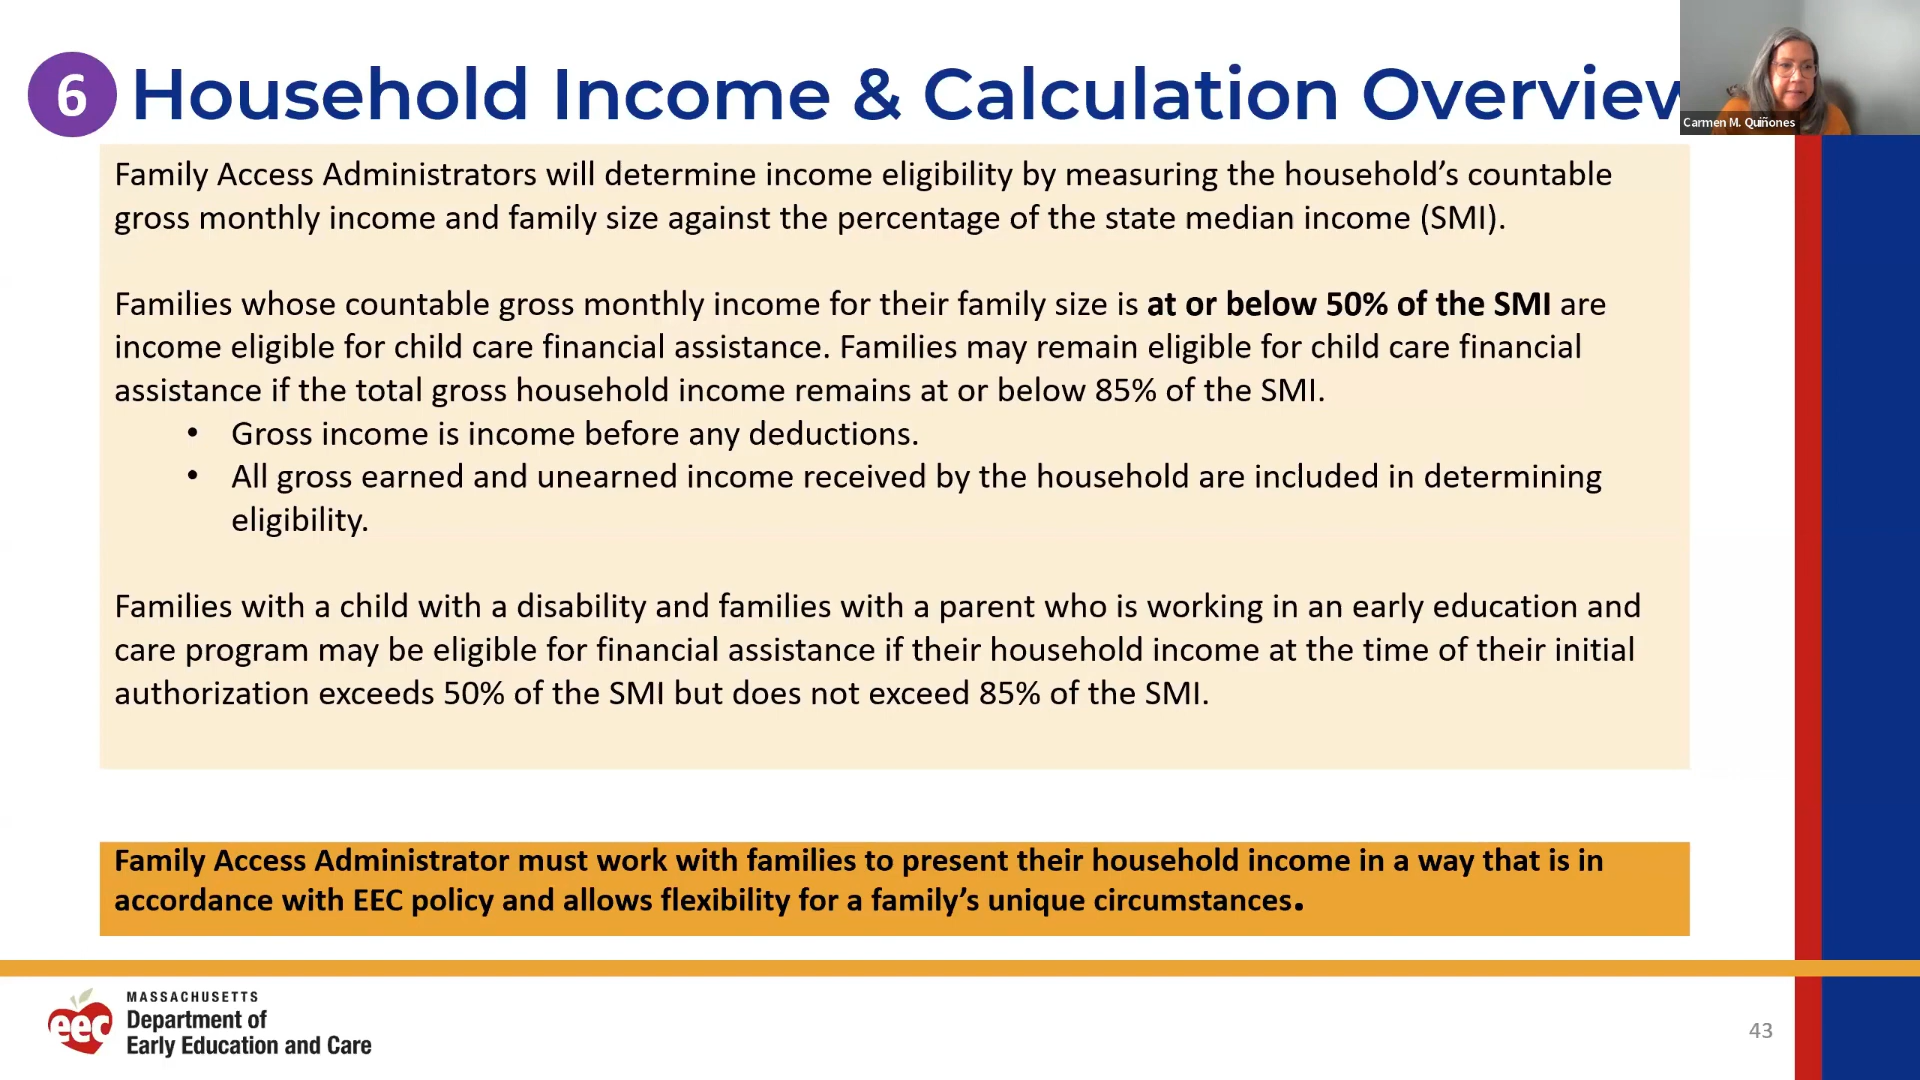 6 Household Income & Calculation Overview
Carmen M. Quiñones
Family Access Administrators will determine income eligibility by measuring the household’s countable
gross monthly income and family size against the percentage of the state median income (SMI).
Families whose countable gross monthly income for their family size is at or below 50% of the SMI are
income eligible for child care financial assistance. Families may remain eligible for child care financial
assistance if the total gross household income remains at or below 85% of the SMI.
• Gross income is income before any deductions.
• All gross earned and unearned income received by the household are included in determining
eligibility.
Families with a child with a disability and families with a parent who is working in an early education and
care program may be eligible for financial assistance if their household income at the time of their initial
authorization exceeds 50% of the SMI but does not exceed 85% of the SMI.
Family Access Administrator must work with families to present their household income in a way that is in
accordance with EEC policy and allows flexibility for a family’s unique circumstances.
eec
MASSACHUSETTS
Department of
Early Education and Care
43